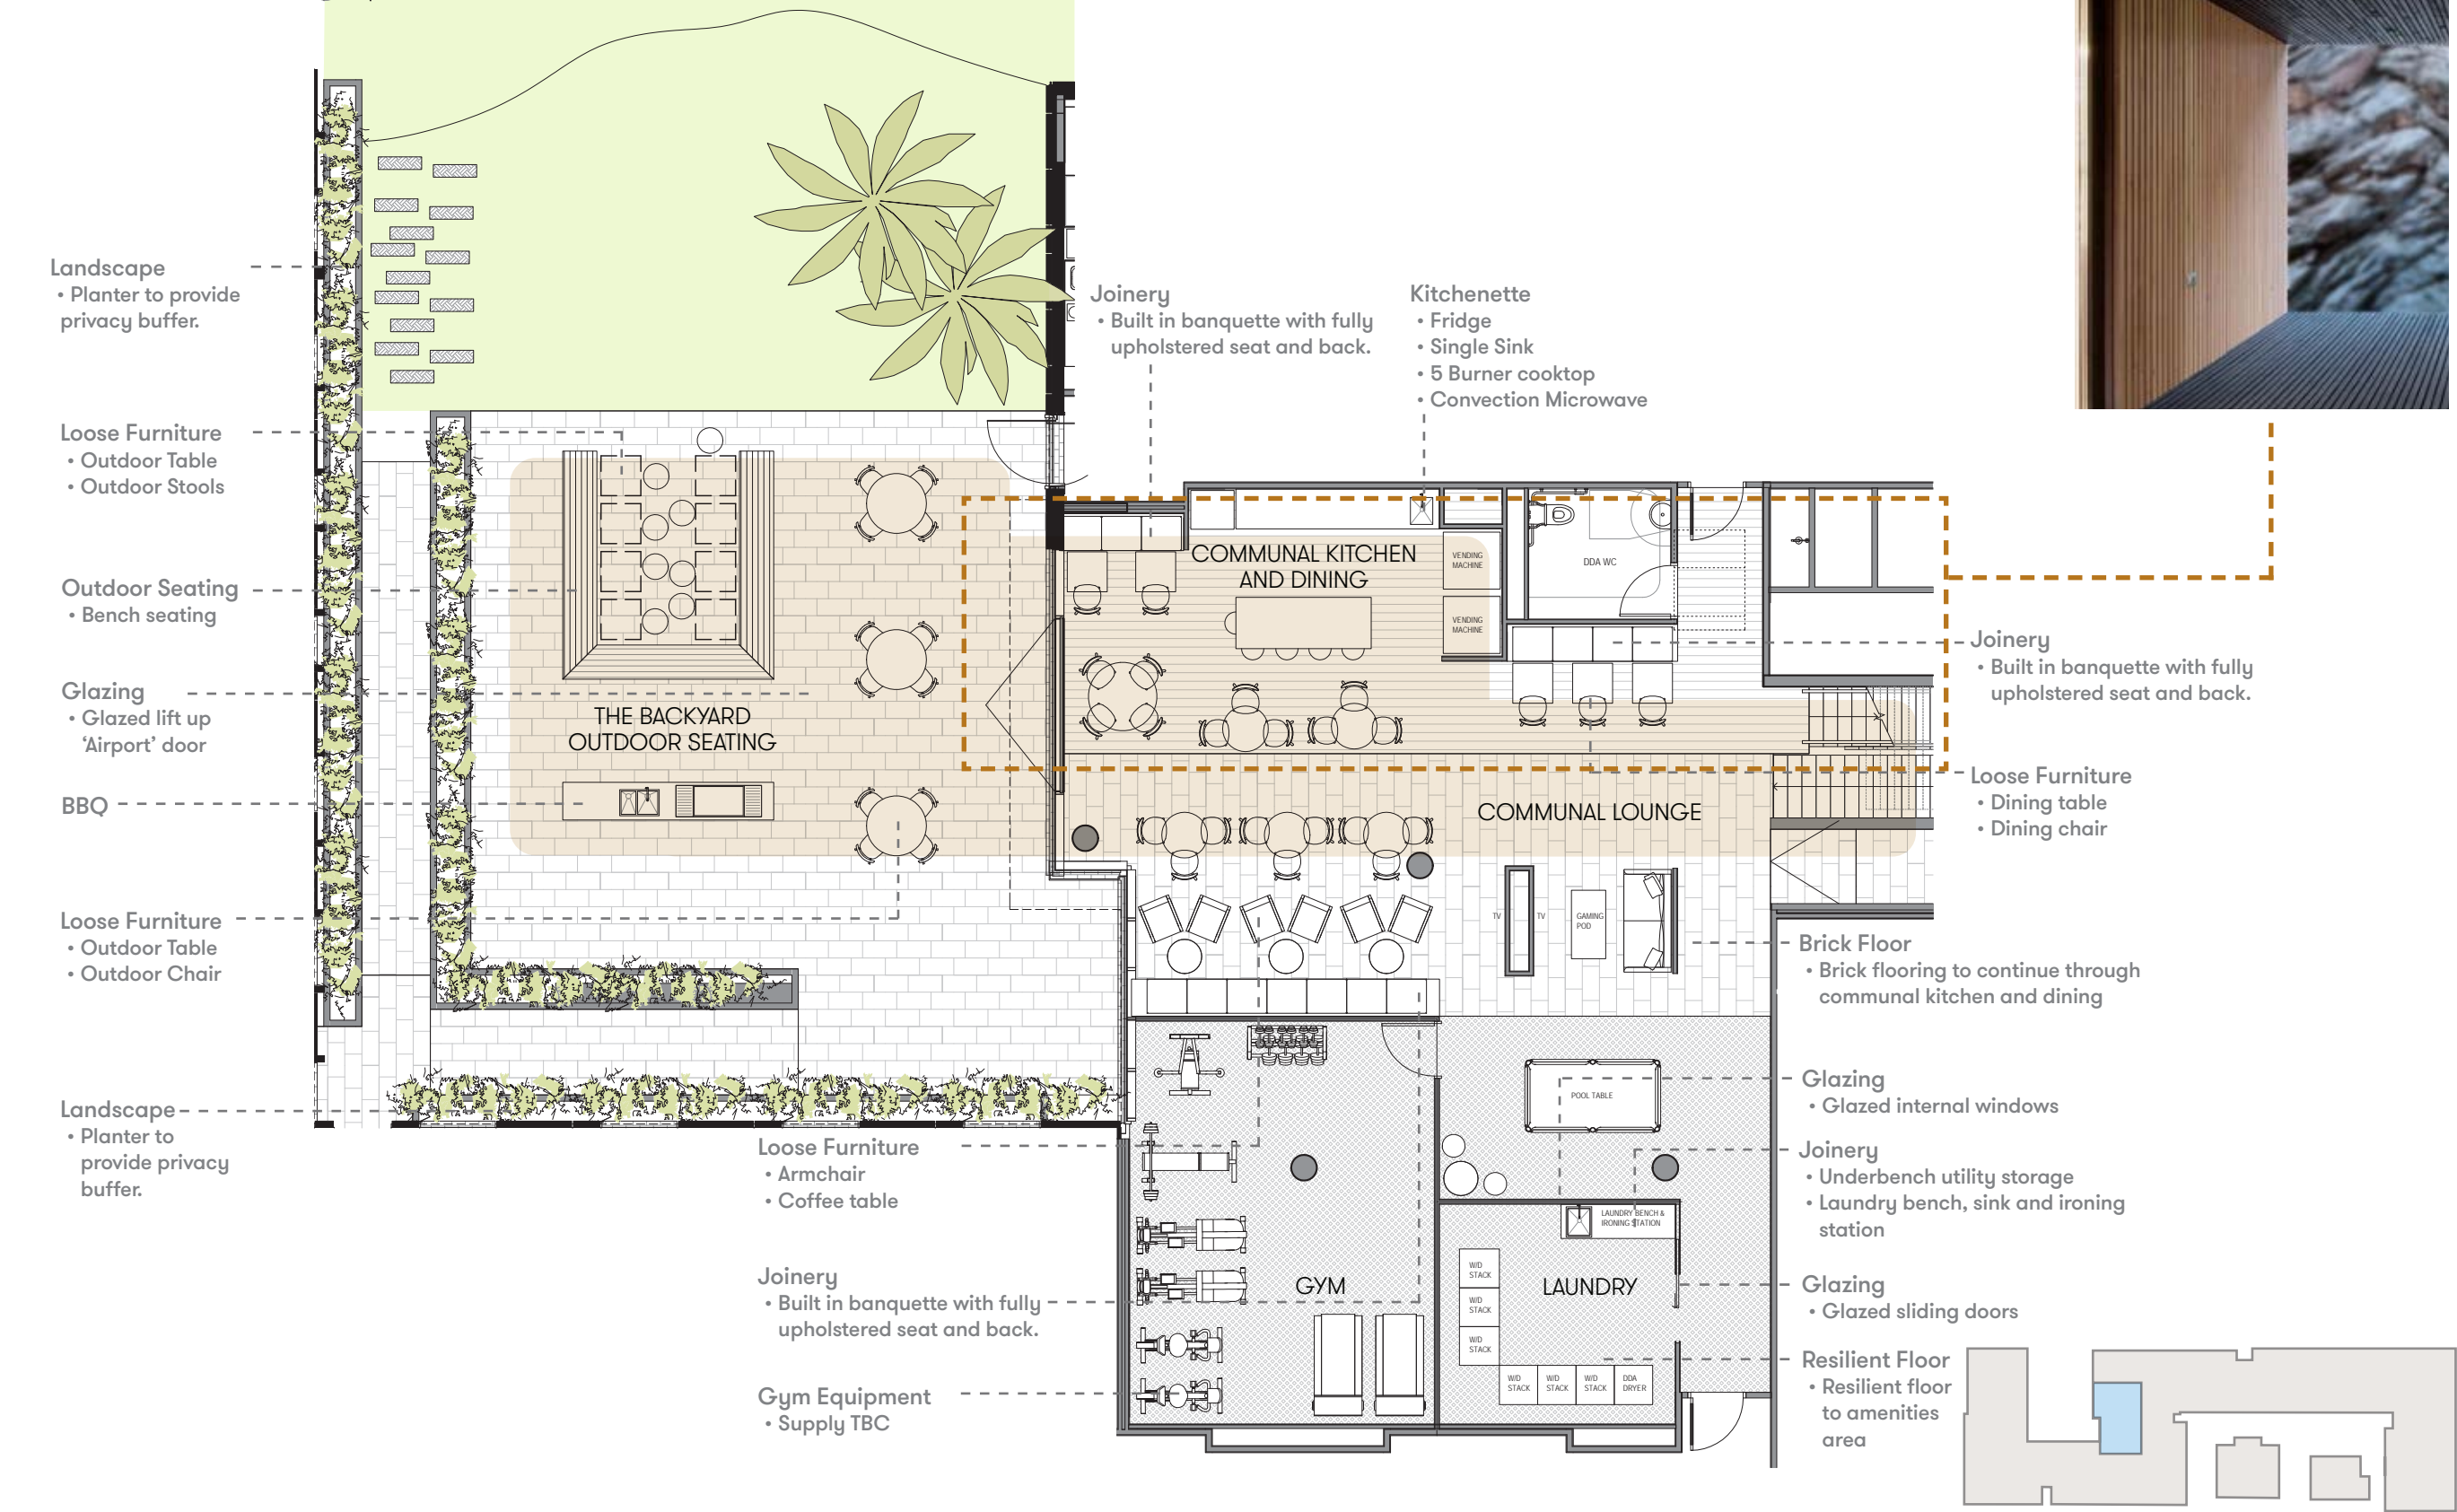 Landscape
• Planter to provide
privacy buffer.
Loose Furniture
• Outdoor Table
• Outdoor Stools
Outdoor Seating
• Bench seating
Glazing
• Glazed lift up
‘Airport’ door
BBQ
Loose Furniture
• Outdoor Table
• Outdoor Chair
Landscape
• Planter to
provide privacy
buffer.
THE BACKYARD
OUTDOOR SEATING
Joinery
• Built in banquette with fully
upholstered seat and back.
Kitchenette
• Fridge
• Single Sink
• 5 Burner cooktop
• Convection Microwave
COMMUNAL KITCHEN
AND DINING
VENDING
MACHINE
VENDING
MACHINE
DDA WC
Joinery
• Built in banquette with fully
upholstered seat and back.
Loose Furniture
• Dining table
• Dining chair
COMMUNAL LOUNGE
TV
TV
GAMING
POD
Brick Floor
• Brick flooring to continue through
communal kitchen and dining
POOL TABLE
Glazing
• Glazed internal windows
Joinery
• Underbench utility storage
• Laundry bench, sink and ironing
station
LAUNDRY BENCH &
IRONING STATION
Loose Furniture
• Armchair
• Coffee table
Joinery
• Built in banquette with fully
upholstered seat and back.
Gym Equipment
• Supply TBC
GYM
LAUNDRY
W/D
STACK
W/D
STACK
W/D
STACK
W/D
STACK
W/D
STACK
W/D
STACK
DDA
DRYER
Glazing
• Glazed sliding doors
Resilient Floor
• Resilient floor
to amenities
area